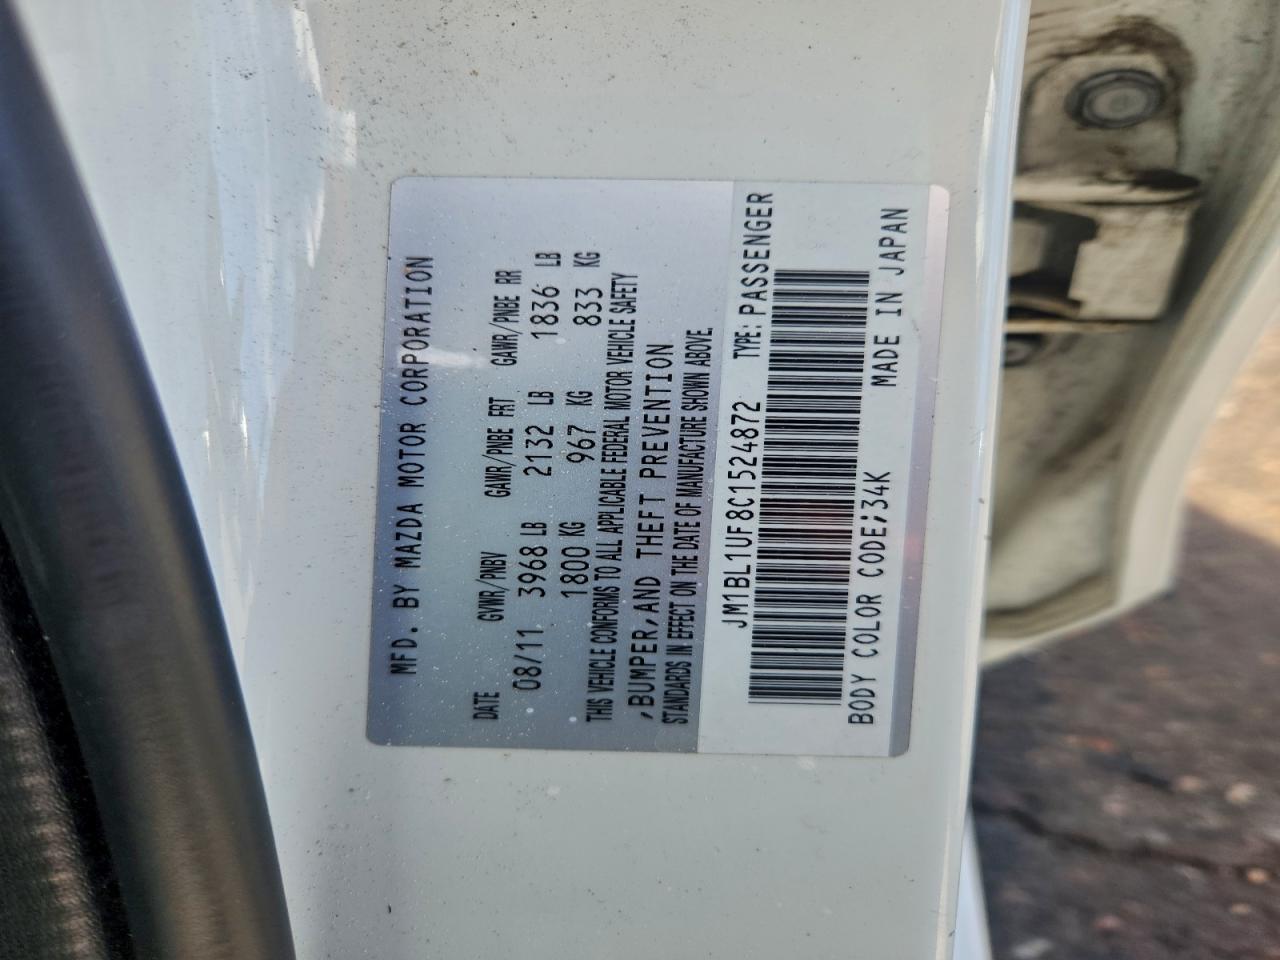 MFD. BY MAZDA MOTOR CORPORATION
DATE GVWR/PNBV GAWR/PNBE FRT GAWR/PNBE RR
08/11 3968 LB 2132 LB 1836 LB
1800 KG 967 KG 833 KG
THIS VEHICLE CONFORMS TO ALL APPLICABLE FEDERAL MOTOR VEHICLE SAFETY
,BUMPER,AND THEFT PREVENTION
STANDARDS IN EFFECT ON THE DATE OF MANUFACTURE SHOWN ABOVE.
JM1BL1UF8C1524872 TYPE: PASSENGER
BODY COLOR CODE;34K MADE IN JAPAN